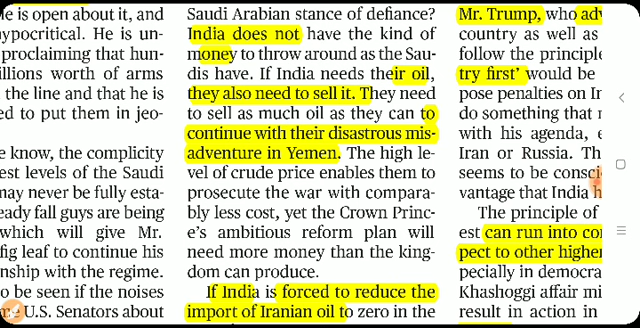 Me is open about it, and
hypocritical. He is un-
proclaiming that hun-
illions worth of arms
the line and that he is
ed to put them in jeo-
e know, the complicity
est levels of the Saudi
may never be fully esta-
eady fall guys are being
which will give Mr.
fig leaf to continue his
nship with the regime.
o be seen if the noises
me U.S. Senators about
Saudi Arabian stance of defiance?
India does not have the kind of
money to throw around as the Sau-
dis have. If India needs their oil,
they also need to sell it. They need
to sell as much oil as they can to
continue with their disastrous mis-
adventure in Yemen. The high le-
vel of crude price enables them to
prosecute the war with compara-
bly less cost, yet the Crown Princ-
e's ambitious reform plan will
need more money than the king-
dom can produce.
If India is forced to reduce the
import of Iranian oil to zero in the
Mr. Trump, who adv
country as well as
follow the principle
try first' would be
pose penalties on In
do something that
with his agenda, e
Iran or Russia. Th
seems to be consci
vantage that India h
The principle of
est can run into con
pect to other higher
pecially in democra
Khashoggi affair mi
result in action in